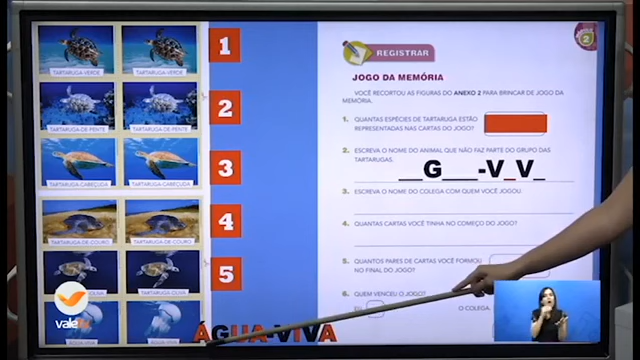 TARTARUGA-VERDE TARTARUGA-VERDE
TARTARUGA-DE-PENTE TARTARUGA-DE-PENTE
TARTARUGA-CABEÇUDA TARTARUGA-CABEÇUDA
TARTARUGA-DE-COURO TARTARUGA-DE-COURO
TARTARUGA-OLIVA
ÁGUA-VIVA ÁGUA-VIVA
1
2
3
4
5
ÁGUA-VIVA
2
REGISTRAR
JOGO DA MEMÓRIA
VOCÊ RECORTOU AS FIGURAS DO ANEXO 2 PARA BRINCAR DE JOGO DA
MEMÓRIA.
1. QUANTAS ESPÉCIES DE TARTARUGA ESTÃO
REPRESENTADAS NAS CARTAS DO JOGO?
2. ESCREVA O NOME DO ANIMAL QUE NÃO FAZ PARTE DO GRUPO DAS
TARTARUGAS.
__G___-V_V_
3. ESCREVA O NOME DO COLEGA COM QUEM VOCÊ JOGOU.
4. QUANTAS CARTAS VOCÊ TINHA NO COMEÇO DO JOGO?
5. QUANTOS PARES DE CARTAS VOCÊ FORMOU
NO FINAL DO JOGO?
6. QUEM VENCEU O JOGO?
EU O COLEGA.
vale